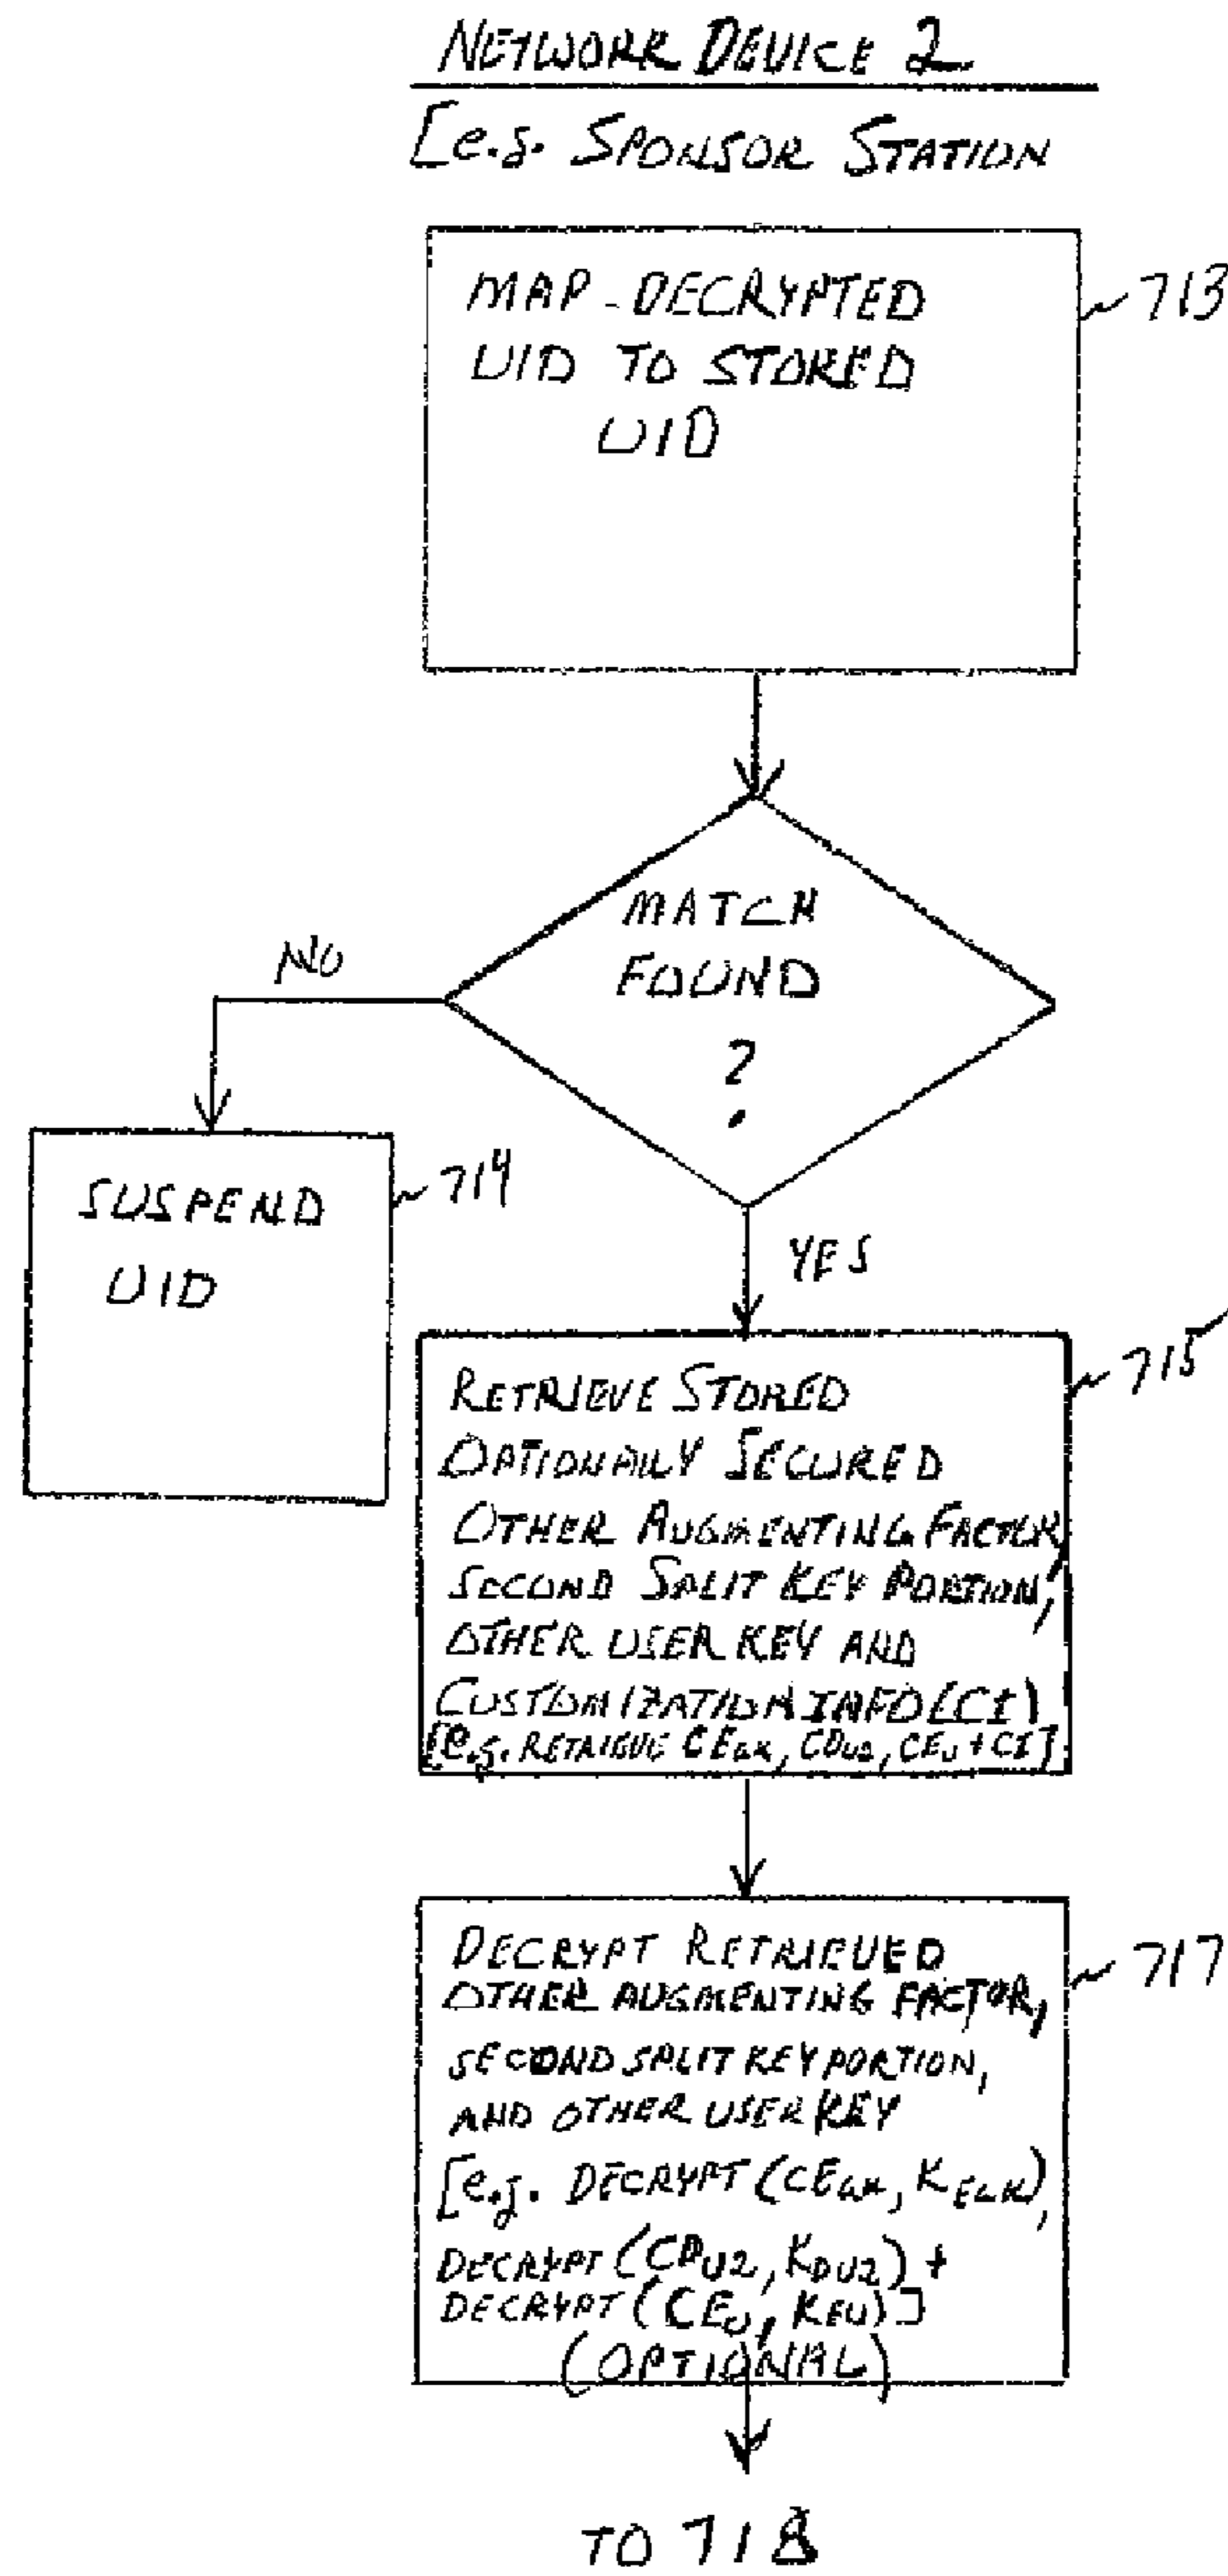 NETWORK DEVICE 2
[e.g. SPONSOR STATION
MAP DECRYPTED
UID TO STORED
UID
713
MATCH
FOUND
?
NO
SUSPEND
UID
714
YES
RETRIEVE STORED
OPTIONALLY SECURED
OTHER AUGMENTING FACTOR,
SECOND SPLIT KEY PORTION,
OTHER USER KEY AND
CUSTOMIZATION INFO (CI)
[e.g. RETRIEVE CELK, CDU2, CEU + CI]
715
DECRYPT RETRIEVED
OTHER AUGMENTING FACTOR,
SECOND SPLIT KEY PORTION,
AND OTHER USER KEY
[e.g. DECRYPT (CELK, KELK),
DECRYPT (CDU2, KDU2) +
DECRYPT (CEU, KEU)]
(OPTIONAL)
717
TO 718